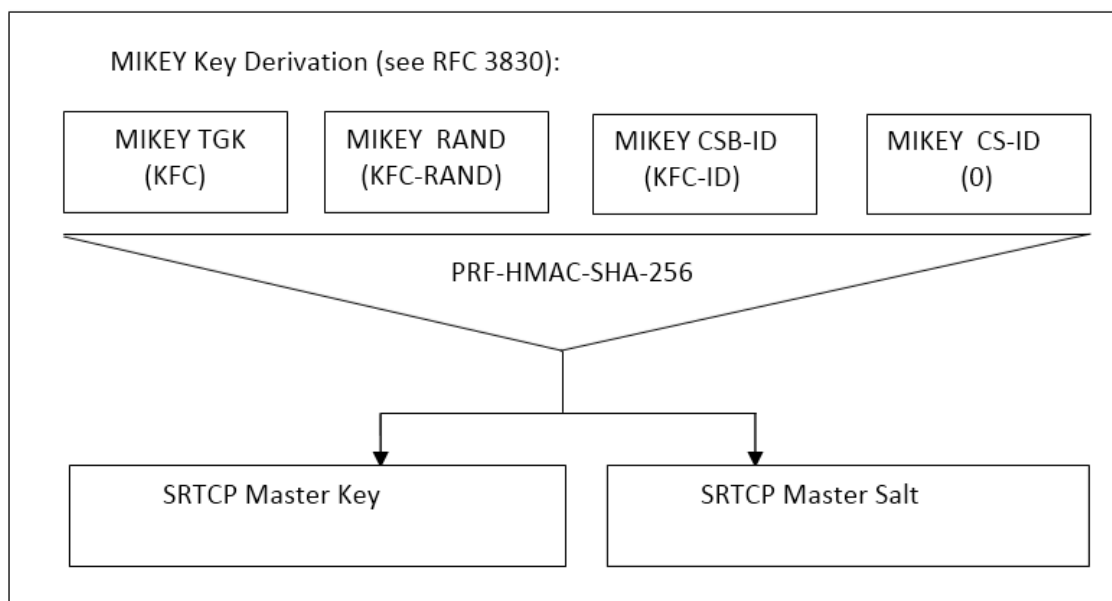 MIKEY Key Derivation (see RFC 3830):
MIKEY TGK
(KFC)
MIKEY RAND
(KFC-RAND)
MIKEY CSB-ID
(KFC-ID)
MIKEY CS-ID
(0)
PRF-HMAC-SHA-256
SRTCP Master Key
SRTCP Master Salt